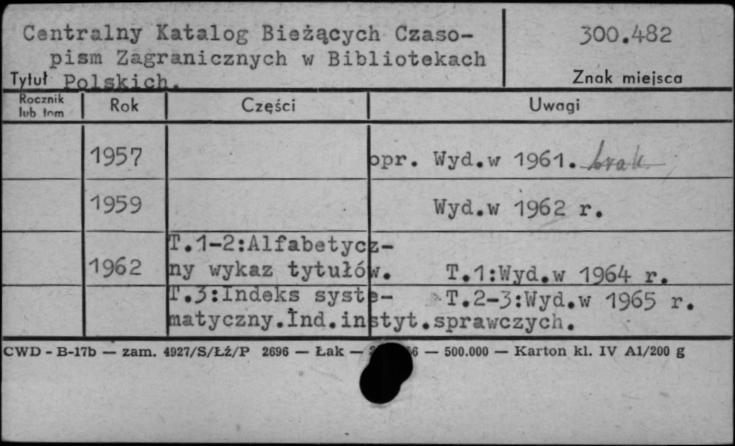 Centralny Katalog Bieżących Czaso- 300.482
pism Zagranicznych w Bibliotekach
Tytuł Polskich. Znak miejsca
Rocznik lub tom Rok Części Uwagi
1957 opr. Wyd.w 1961. brak
1959 Wyd.w 1962 r.
T.1-2:Alfabetycz-
1962 ny wykaz tytułów. T.1:Wyd.w 1964 r.
T.3:Indeks syste- T.2-3:Wyd.w 1965 r.
matyczny.Ind.instyt.sprawczych.
CWD - B-17b — zam. 4927/S/Łź/P 2696 — Łak — 6 — 500.000 — Karton kl. IV A1/200 g